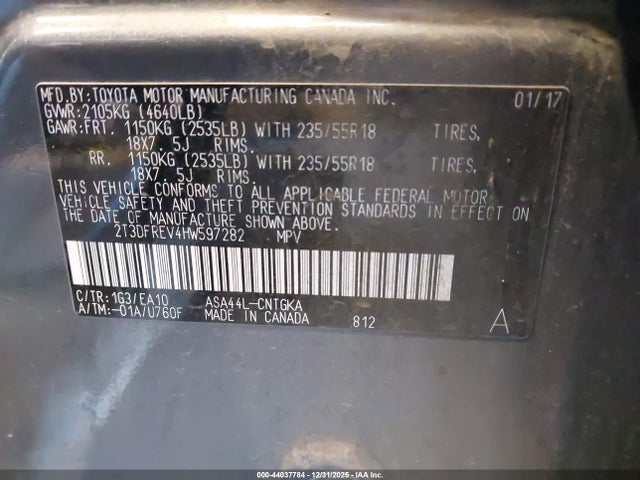 MFD.BY:TOYOTA MOTOR MANUFACTURING CANADA INC. 01/17
GVWR:2105KG (4640LB)
GAWR:FRT. 1150KG (2535LB) WITH 235/55R18 TIRES,
18X7. 5J RIMS.
RR. 1150KG (2535LB) WITH 235/55R18 TIRES,
18X7. 5J RIMS.
THIS VEHICLE CONFORMS TO ALL APPLICABLE FEDERAL MOTOR
VEHICLE SAFETY AND THEFT PREVENTION STANDARDS IN EFFECT ON
THE DATE OF MANUFACTURE SHOWN ABOVE.
2T3DFREV4HW597282 MPV
C/TR:1G3/EA10 ASA44L-CNTGKA
A/TM:-01A/U760F MADE IN CANADA 812 A
000-44037784 - 12/31/2025 - IAA Inc.